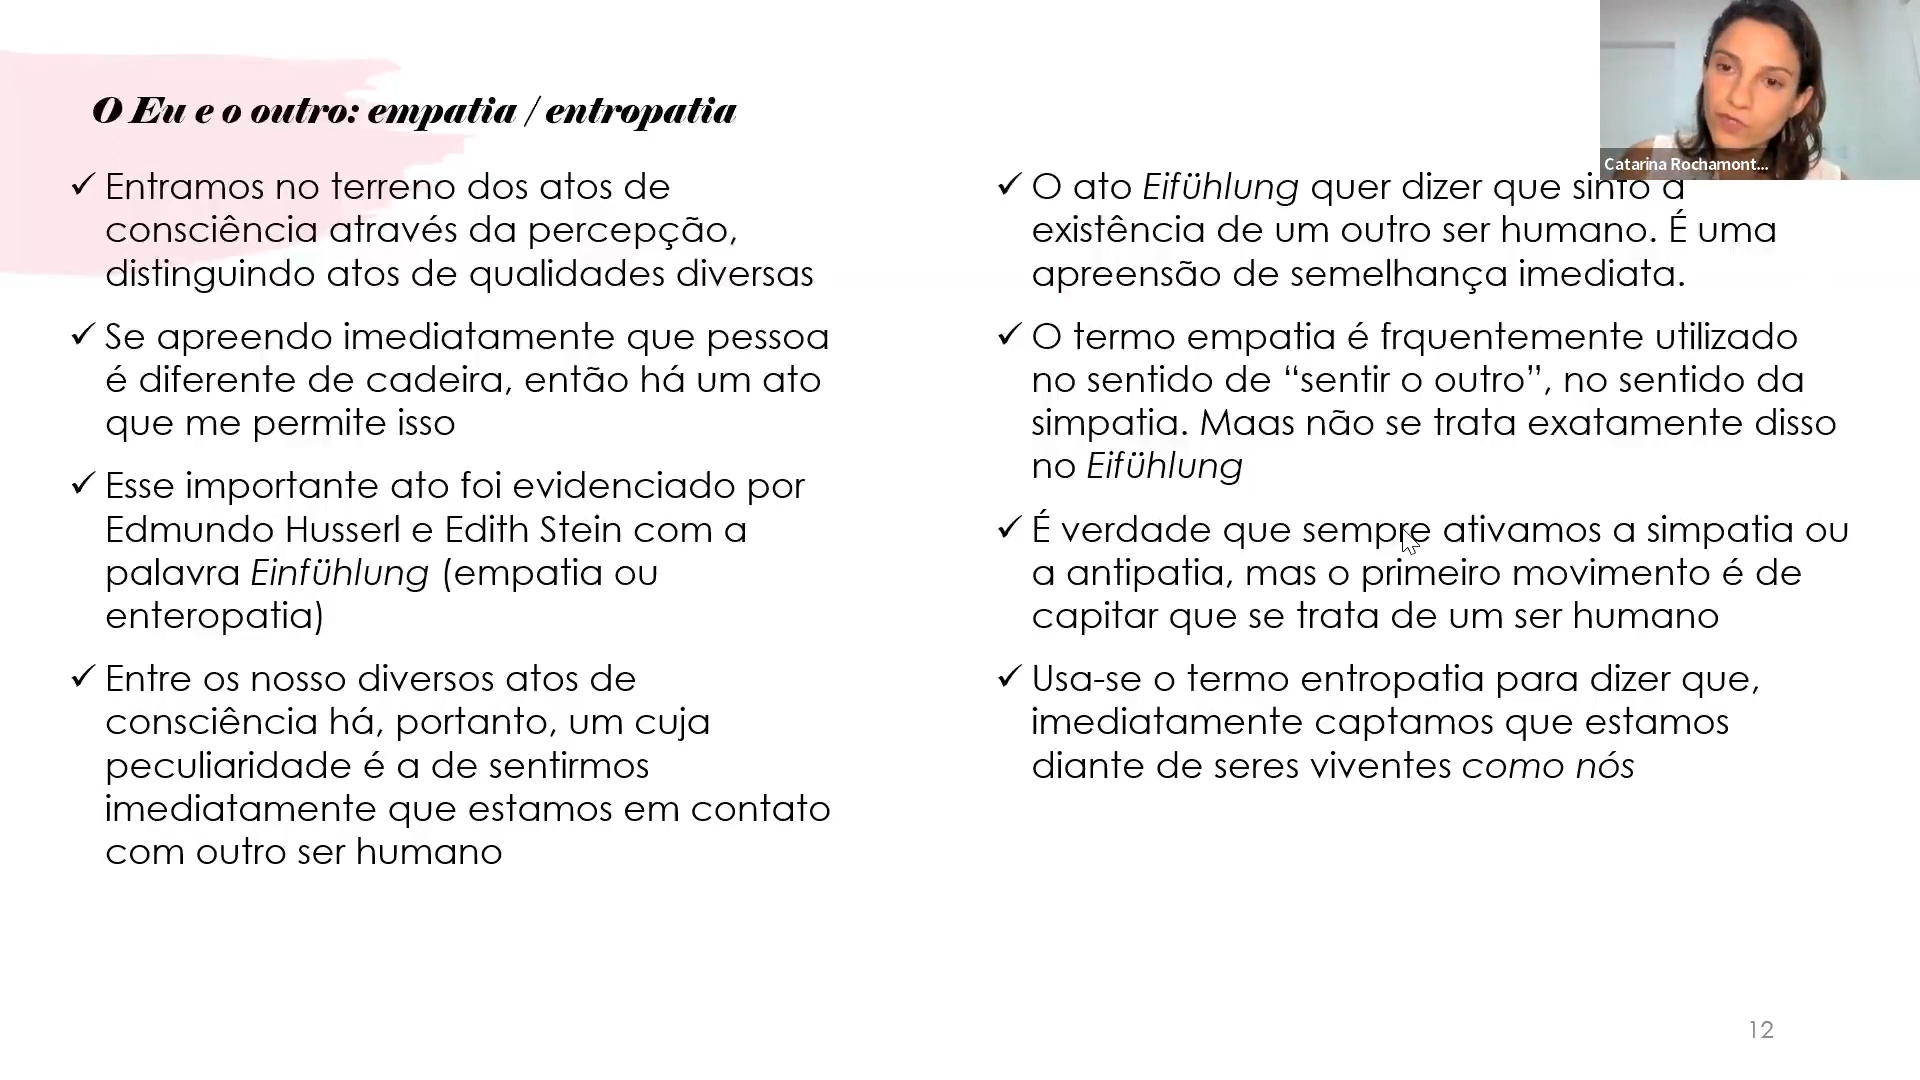 O Eu e o outro: empatia / entropatia
✓ Entramos no terreno dos atos de
consciência através da percepção,
distinguindo atos de qualidades diversas
✓ Se apreendo imediatamente que pessoa
é diferente de cadeira, então há um ato
que me permite isso
✓ Esse importante ato foi evidenciado por
Edmundo Husserl e Edith Stein com a
palavra Einfühlung (empatia ou
enteropatia)
✓ Entre os nosso diversos atos de
consciência há, portanto, um cuja
peculiaridade é a de sentirmos
imediatamente que estamos em contato
com outro ser humano
Catarina Rochamont...
✓ O ato Eifühlung quer dizer que sinto a
existência de um outro ser humano. É uma
apreensão de semelhança imediata.
✓ O termo empatia é frquentemente utilizado
no sentido de “sentir o outro”, no sentido da
simpatia. Maas não se trata exatamente disso
no Eifühlung
✓ É verdade que sempre ativamos a simpatia ou
a antipatia, mas o primeiro movimento é de
capitar que se trata de um ser humano
✓ Usa-se o termo entropatia para dizer que,
imediatamente captamos que estamos
diante de seres viventes como nós
12